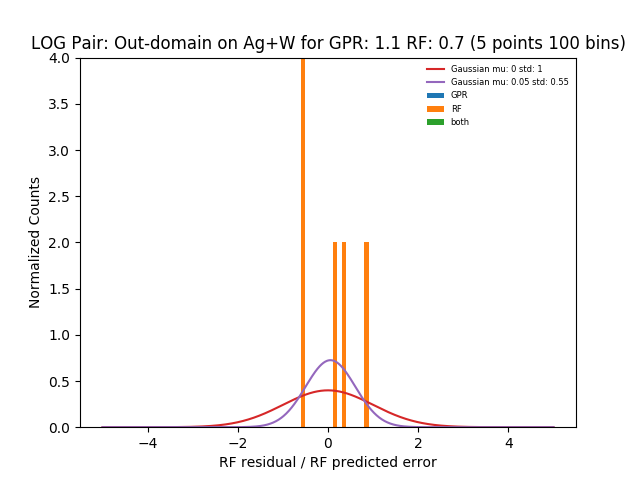 LOG Pair: Out-domain on Ag+W for GPR: 1.1 RF: 0.7 (5 points 100 bins)
Gaussian mu: 0 std: 1
Gaussian mu: 0.05 std: 0.55
GPR
RF
both
Normalized Counts
4.0
3.5
3.0
2.5
2.0
1.5
1.0
0.5
0.0
−4
−2
0
2
4
RF residual / RF predicted error